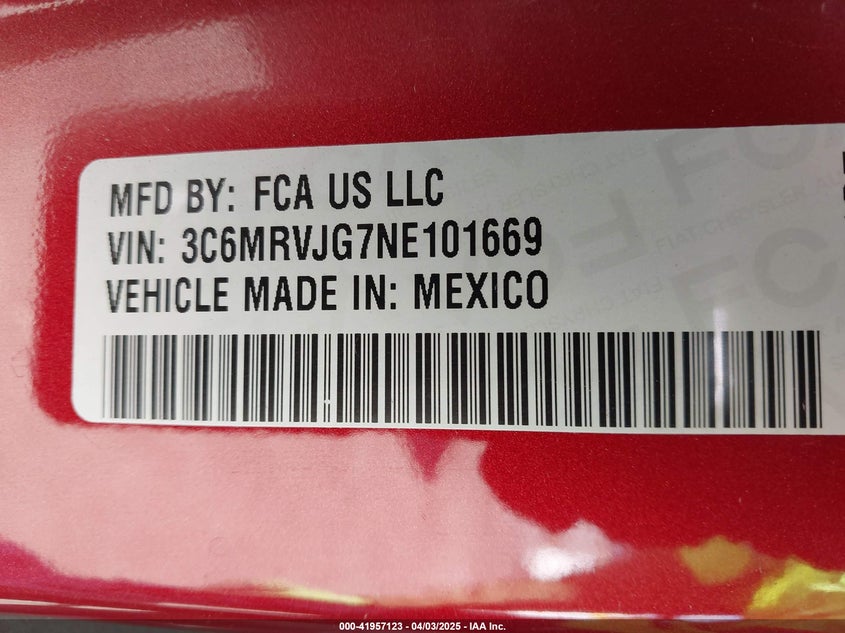 MFD BY: FCA US LLC
VIN: 3C6MRVJG7NE101669
VEHICLE MADE IN: MEXICO
000-41957123 - 04/03/2025 - IAA Inc.